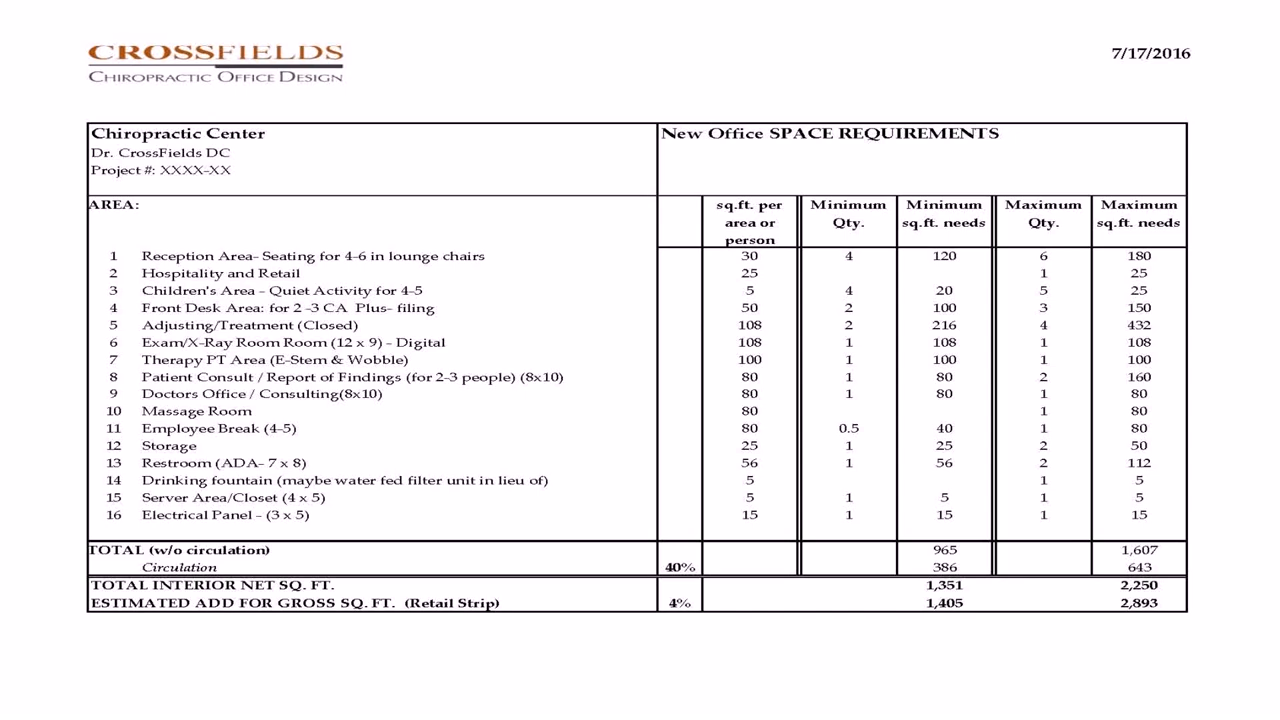 CROSSFIELDS
CHIROPRACTIC OFFICE DESIGN
7/17/2016
Chiropractic Center
New Office SPACE REQUIREMENTS
Dr. CrossFields DC
Project #: XXXX-XX
AREA:
sq.ft. per area or person
Minimum Qty.
Minimum sq.ft. needs
Maximum Qty.
Maximum sq.ft. needs
1 Reception Area- Seating for 4-6 in lounge chairs 30 4 120 6 180
2 Hospitality and Retail 25 1 25
3 Children's Area - Quiet Activity for 4-5 5 4 20 5 25
4 Front Desk Area: for 2 -3 CA Plus- filing 50 2 100 3 150
5 Adjusting/Treatment (Closed) 108 2 216 4 432
6 Exam/X-Ray Room Room (12 x 9) - Digital 108 1 108 1 108
7 Therapy PT Area (E-Stem & Wobble) 100 1 100 1 100
8 Patient Consult / Report of Findings (for 2-3 people) (8x10) 80 1 80 2 160
9 Doctors Office / Consulting(8x10) 80 1 80 1 80
10 Massage Room 80 1 80
11 Employee Break (4-5) 80 0.5 40 1 80
12 Storage 25 1 25 2 50
13 Restroom (ADA- 7 x 8) 56 1 56 2 112
14 Drinking fountain (maybe water fed filter unit in lieu of) 5 1 5
15 Server Area/Closet (4 x 5) 5 1 5 1 5
16 Electrical Panel - (3 x 5) 15 1 15 1 15
TOTAL (w/o circulation) 965 1,607
Circulation 40% 386 643
TOTAL INTERIOR NET SQ. FT. 1,351 2,250
ESTIMATED ADD FOR GROSS SQ. FT. (Retail Strip) 4% 1,405 2,893